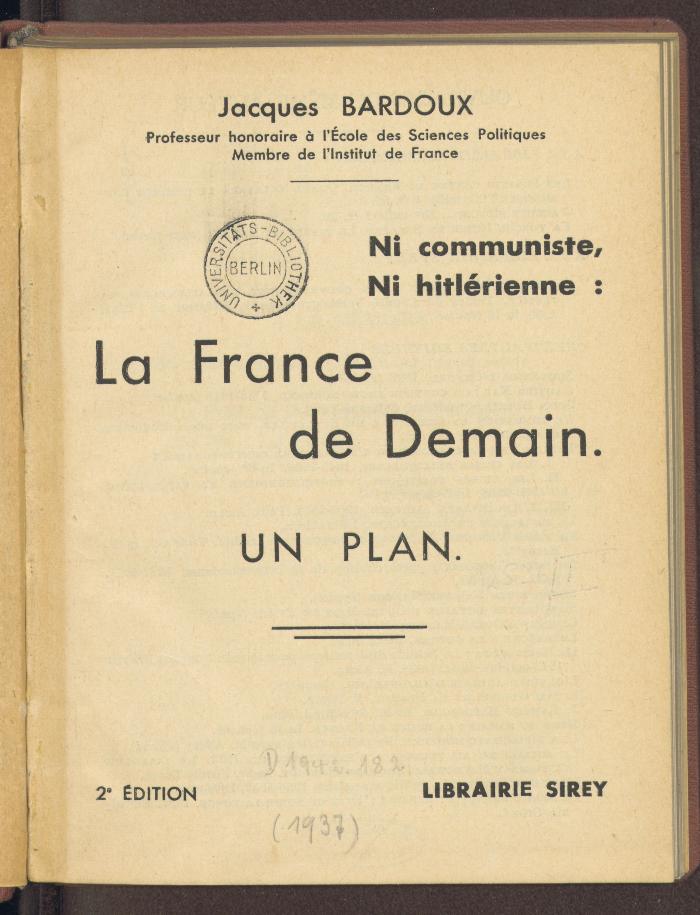 Jacques BARDOUX
Professeur honoraire à l'École des Sciences Politiques
Membre de l'Institut de France
UNIVERSITÄTS-BIBLIOTHEK
BERLIN
Ni communiste,
Ni hitlérienne :
La France
de Demain.
UN PLAN.
D 1942. 182
2e ÉDITION
LIBRAIRIE SIREY
(1937)